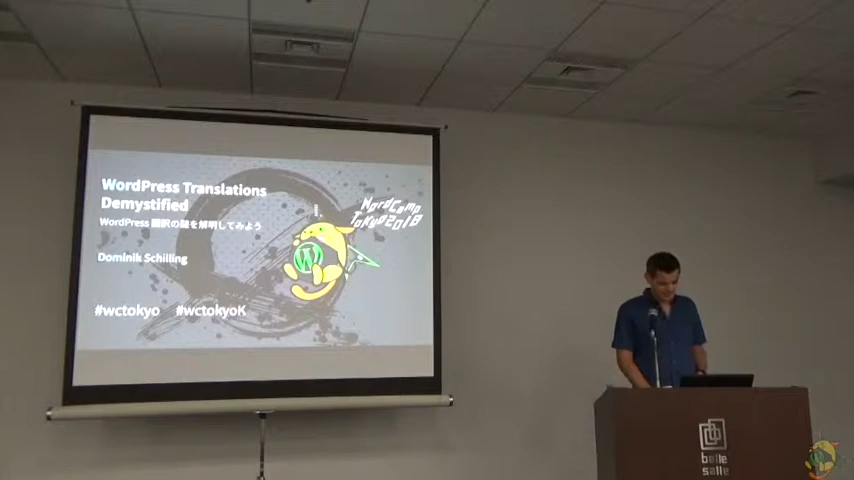 WordPress Translations
Demystified
WordPress 翻訳の謎を解明してみよう
Dominik Schilling
#wctokyo #wctokyoK
WordCamp
Tokyo2018
belle
salle